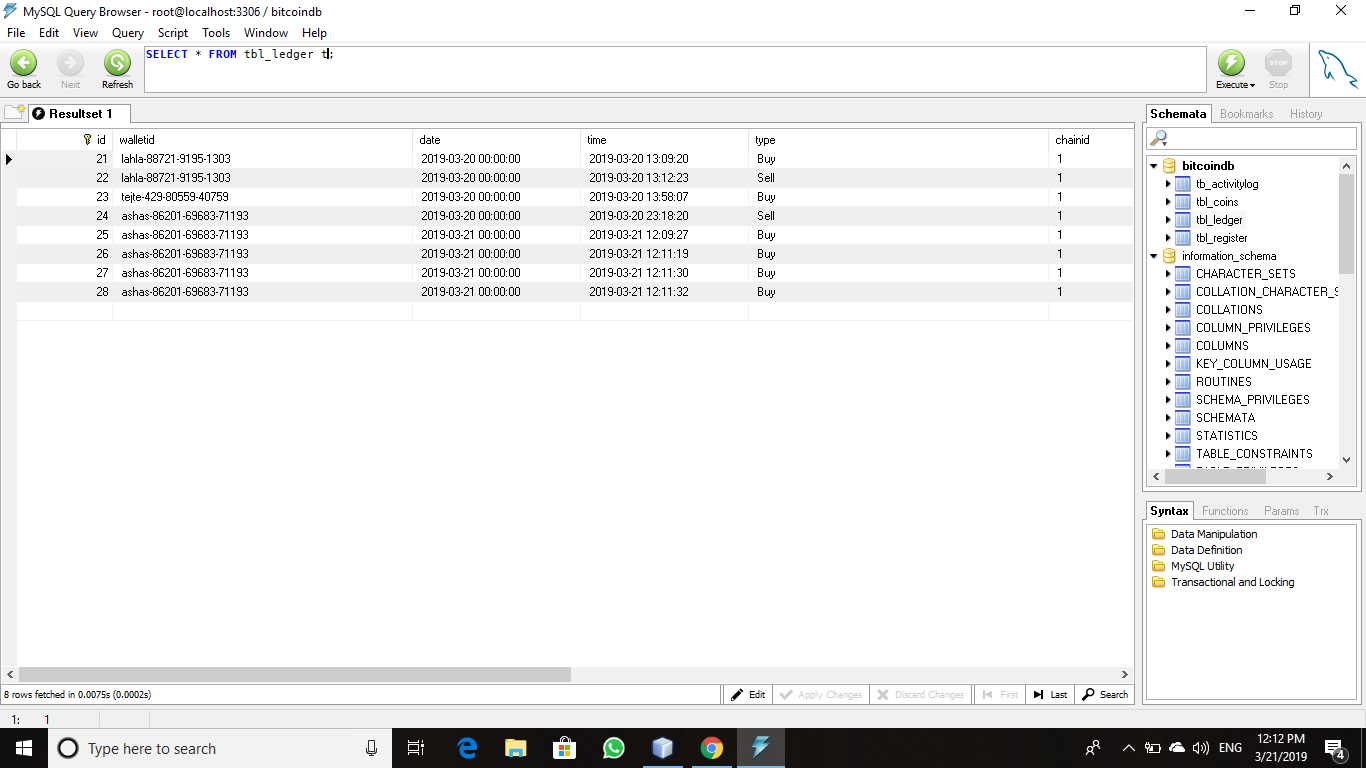 MySQL Query Browser - root@localhost:3306 / bitcoindb
File Edit View Query Script Tools Window Help
SELECT * FROM tbl_ledger t;
Go back Next Refresh Execute Stop
Resultset 1
id walletid date time type chainid
21 lahla-88721-9195-1303 2019-03-20 00:00:00 2019-03-20 13:09:20 Buy 1
22 lahla-88721-9195-1303 2019-03-20 00:00:00 2019-03-20 13:12:23 Sell 1
23 tejte-429-80559-40759 2019-03-20 00:00:00 2019-03-20 13:58:07 Buy 1
24 ashas-86201-69683-71193 2019-03-20 00:00:00 2019-03-20 23:18:20 Sell 1
25 ashas-86201-69683-71193 2019-03-21 00:00:00 2019-03-21 12:09:27 Buy 1
26 ashas-86201-69683-71193 2019-03-21 00:00:00 2019-03-21 12:11:19 Buy 1
27 ashas-86201-69683-71193 2019-03-21 00:00:00 2019-03-21 12:11:30 Buy 1
28 ashas-86201-69683-71193 2019-03-21 00:00:00 2019-03-21 12:11:32 Buy 1
Schemata Bookmarks History
bitcoindb
tb_activitylog
tbl_coins
tbl_ledger
tbl_register
information_schema
CHARACTER_SETS
COLLATION_CHARACTER_S
COLLATIONS
COLUMN_PRIVILEGES
COLUMNS
KEY_COLUMN_USAGE
ROUTINES
SCHEMA_PRIVILEGES
SCHEMATA
STATISTICS
TABLE_CONSTRAINTS
Syntax Functions Params Trx
Data Manipulation
Data Definition
MySQL Utility
Transactional and Locking
8 rows fetched in 0.0075s (0.0002s)
Edit Apply Changes Discard Changes First Last Search
1: 1
Type here to search
ENG
12:12 PM
3/21/2019
4